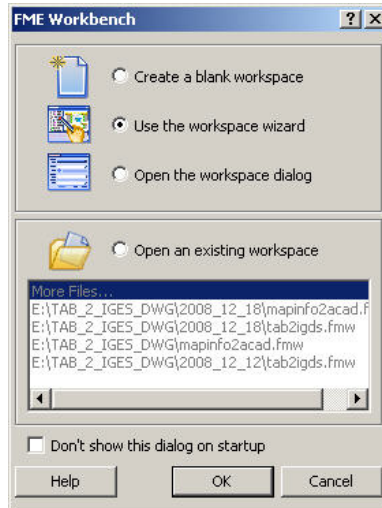 FME Workbench
Create a blank workspace
Use the workspace wizard
Open the workspace dialog
Open an existing workspace
More Files...
E:\TAB_2_IGES_DWG\2008_12_18\mapinfo2acad.f
E:\TAB_2_IGES_DWG\2008_12_18\tab2igds.fmw
E:\TAB_2_IGES_DWG\mapinfo2acad.fmw
E:\TAB_2_IGES_DWG\2008_12_12\tab2igds.fmw
Don't show this dialog on startup
Help OK Cancel